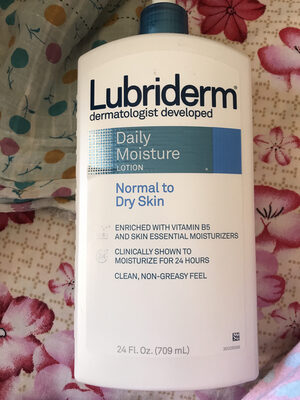 Lubriderm
dermatologist developed
Daily
Moisture
LOTION
Normal to
Dry Skin
ENRICHED WITH VITAMIN B5
AND SKIN ESSENTIAL MOISTURIZERS
CLINICALLY SHOWN TO
MOISTURIZE FOR 24 HOURS
CLEAN, NON-GREASY FEEL
24 Fl. Oz. (709 mL)